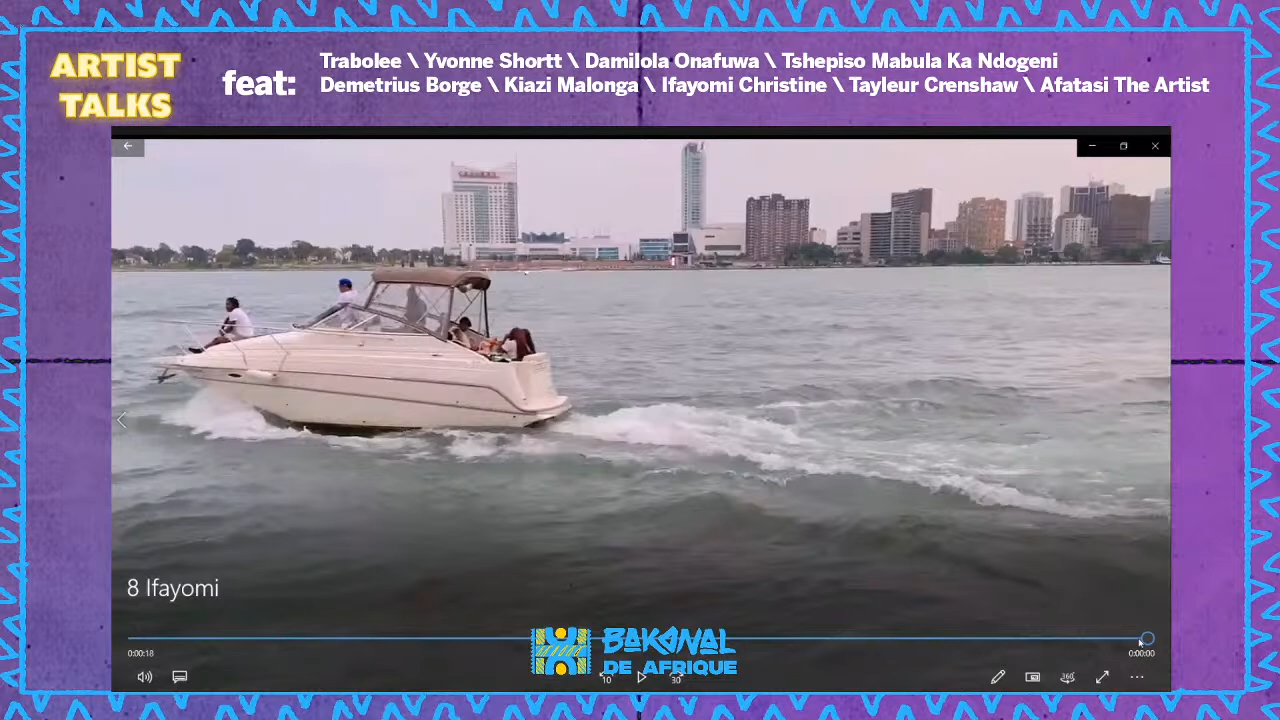 ARTIST
TALKS
feat:
Trabolee \ Yvonne Shortt \ Damilola Onafuwa \ Tshepiso Mabula Ka Ndogeni
Demetrius Borge \ Kiazi Malonga \ Ifayomi Christine \ Tayleur Crenshaw \ Afatasi The Artist
8 Ifayomi
BAKANAL
DE AFRIQUE
0:00:18
0:00:00
10
30
360